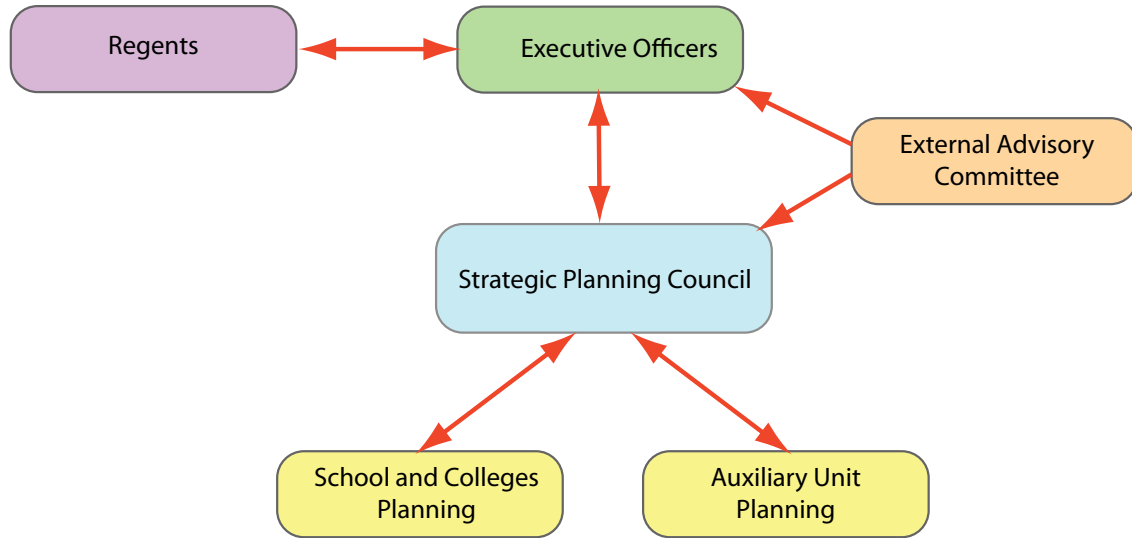 Regents
Executive Officers
External Advisory
Committee
Strategic Planning Council
School and Colleges
Planning
Auxiliary Unit
Planning